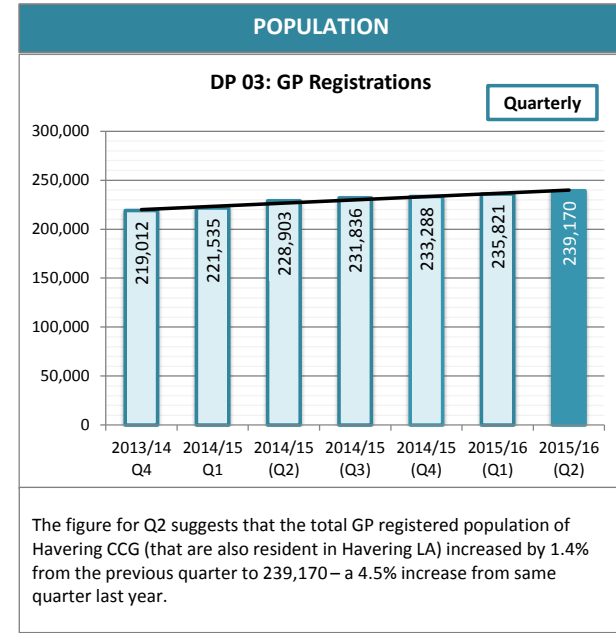 POPULATION
DP 03: GP Registrations
Quarterly
300,000
250,000
200,000
150,000
100,000
50,000
0
219,012
221,535
228,903
231,836
233,288
235,821
239,170
2013/14 2014/15 2014/15 2014/15 2014/15 2015/16 2015/16
Q4 Q1 (Q2) (Q3) (Q4) (Q1) (Q2)
The figure for Q2 suggests that the total GP registered population of
Havering CCG (that are also resident in Havering LA) increased by 1.4%
from the previous quarter to 239,170 – a 4.5% increase from same
quarter last year.